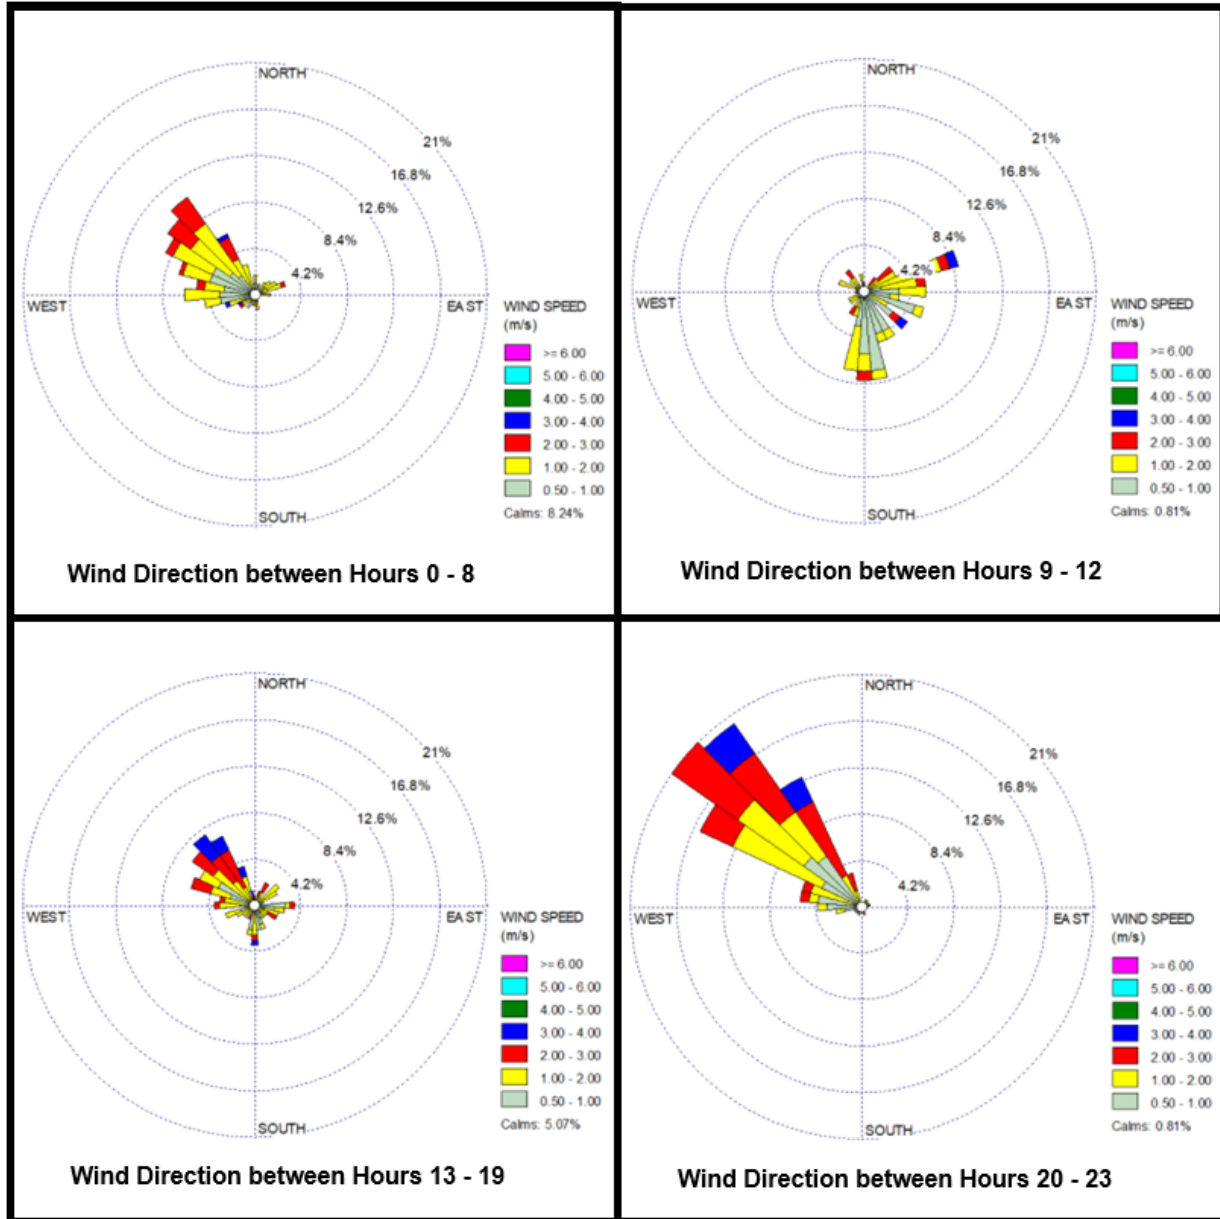 NORTH
21%
16.8%
12.6%
8.4%
4.2%
WEST
EAST
WIND SPEED
(m/s)
>= 6.00
5.00 - 6.00
4.00 - 5.00
3.00 - 4.00
2.00 - 3.00
1.00 - 2.00
0.50 - 1.00
Calms: 8.24%
SOUTH
Wind Direction between Hours 0 - 8
NORTH
21%
16.8%
12.6%
8.4%
4.2%
WEST
EAST
WIND SPEED
(m/s)
>= 6.00
5.00 - 6.00
4.00 - 5.00
3.00 - 4.00
2.00 - 3.00
1.00 - 2.00
0.50 - 1.00
Calms: 0.81%
SOUTH
Wind Direction between Hours 9 - 12
NORTH
21%
16.8%
12.6%
8.4%
4.2%
WEST
EAST
WIND SPEED
(m/s)
>= 6.00
5.00 - 6.00
4.00 - 5.00
3.00 - 4.00
2.00 - 3.00
1.00 - 2.00
0.50 - 1.00
Calms: 5.07%
SOUTH
Wind Direction between Hours 13 - 19
NORTH
21%
16.8%
12.6%
8.4%
4.2%
WEST
EAST
WIND SPEED
(m/s)
>= 6.00
5.00 - 6.00
4.00 - 5.00
3.00 - 4.00
2.00 - 3.00
1.00 - 2.00
0.50 - 1.00
Calms: 0.81%
SOUTH
Wind Direction between Hours 20 - 23